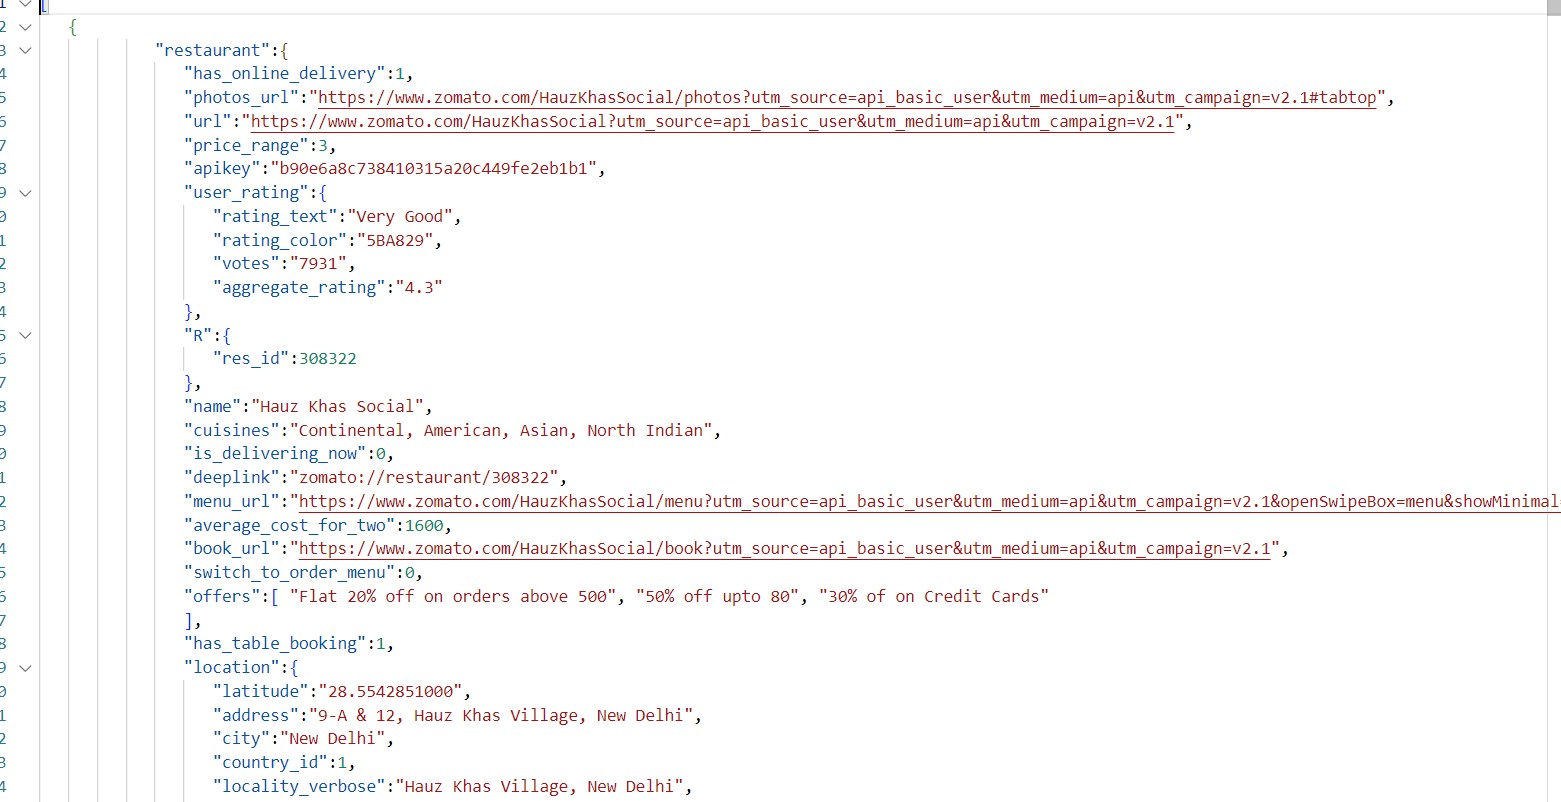 [
{
"restaurant":{
"has_online_delivery":1,
"photos_url":"https://www.zomato.com/HauzKhasSocial/photos?utm_source=api_basic_user&utm_medium=api&utm_campaign=v2.1#tabtop",
"url":"https://www.zomato.com/HauzKhasSocial?utm_source=api_basic_user&utm_medium=api&utm_campaign=v2.1",
"price_range":3,
"apikey":"b90e6a8c738410315a20c449fe2eb1b1",
"user_rating":{
"rating_text":"Very Good",
"rating_color":"5BA829",
"votes":"7931",
"aggregate_rating":"4.3"
},
"R":{
"res_id":308322
},
"name":"Hauz Khas Social",
"cuisines":"Continental, American, Asian, North Indian",
"is_delivering_now":0,
"deeplink":"zomato://restaurant/308322",
"menu_url":"https://www.zomato.com/HauzKhasSocial/menu?utm_source=api_basic_user&utm_medium=api&utm_campaign=v2.1&openSwipeBox=menu&showMinimal=
"average_cost_for_two":1600,
"book_url":"https://www.zomato.com/HauzKhasSocial/book?utm_source=api_basic_user&utm_medium=api&utm_campaign=v2.1",
"switch_to_order_menu":0,
"offers":[ "Flat 20% off on orders above 500", "50% off upto 80", "30% of on Credit Cards"
],
"has_table_booking":1,
"location":{
"latitude":"28.5542851000",
"address":"9-A & 12, Hauz Khas Village, New Delhi",
"city":"New Delhi",
"country_id":1,
"locality_verbose":"Hauz Khas Village, New Delhi",